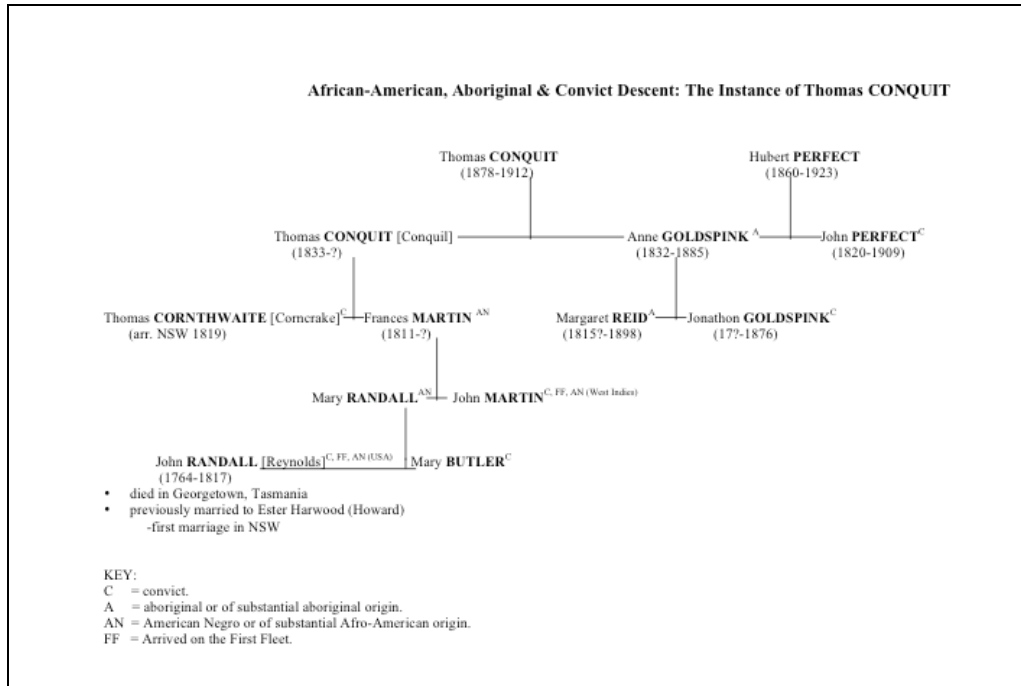 African-American, Aboriginal & Convict Descent: The Instance of Thomas CONQUIT
Thomas CONQUIT Hubert PERFECT
(1878-1912) (1860-1923)
Thomas CONQUIT [Conquil] Anne GOLDSPINK A John PERFECT C
(1833-?) (1832-1885) (1820-1909)
Thomas CORNTHWAITE [Corncrake] C Frances MARTIN AN Margaret REID A Jonathon GOLDSPINK C
(arr. NSW 1819) (1811-?) (1815?-1898) (17?-1876)
Mary RANDALL AN John MARTIN C, FF, AN (West Indies)
John RANDALL [Reynolds] C, FF, AN (USA) Mary BUTLER C
(1764-1817)
• died in Georgetown, Tasmania
• previously married to Ester Harwood (Howard)
-first marriage in NSW
KEY:
C = convict.
A = aboriginal or of substantial aboriginal origin.
AN = American Negro or of substantial Afro-American origin.
FF = Arrived on the First Fleet.